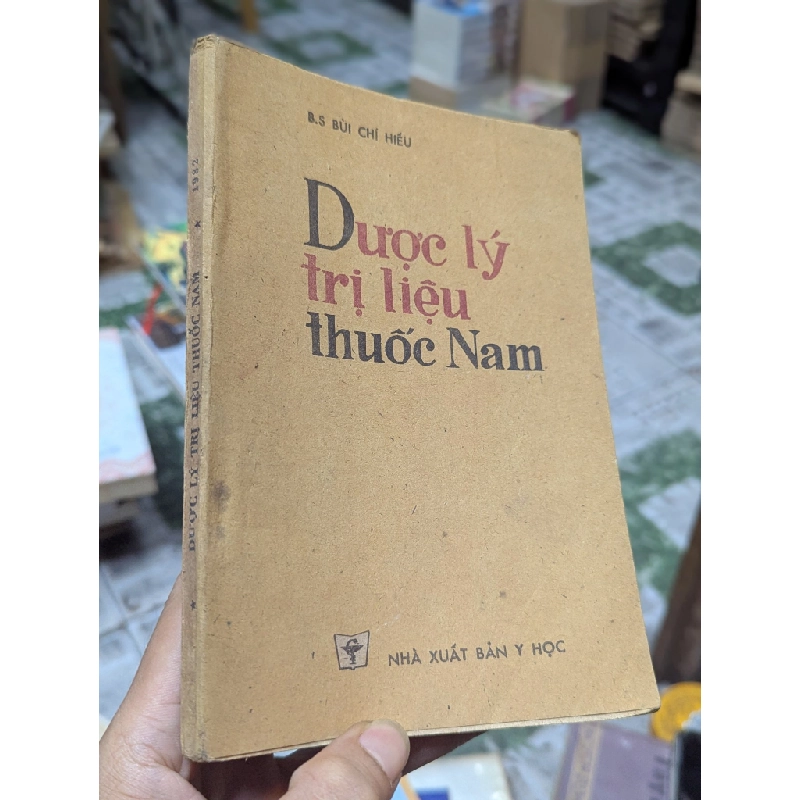 B.S BÙI CHÍ HIẾU
Dược lý
trị liệu
thuốc Nam
NHÀ XUẤT BẢN Y HỌC
★ DƯỢC LÝ TRỊ LIỆU THUỐC NAM ★ 1982